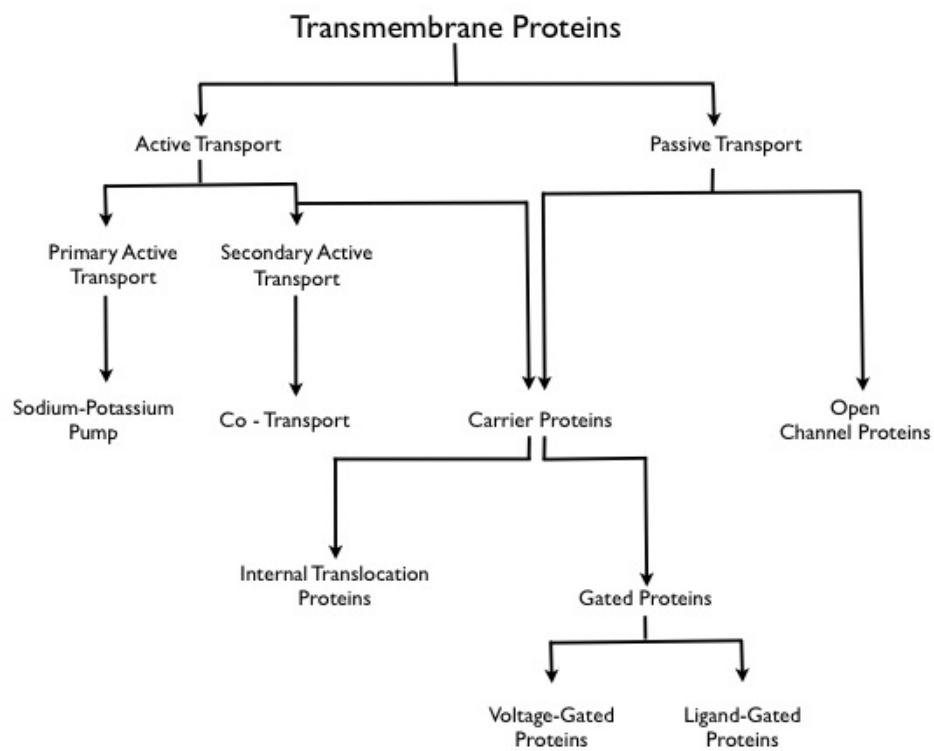 Transmembrane Proteins
Active Transport
Passive Transport
Primary Active
Transport
Secondary Active
Transport
Sodium-Potassium
Pump
Co - Transport
Carrier Proteins
Open
Channel Proteins
Internal Translocation
Proteins
Gated Proteins
Voltage-Gated
Proteins
Ligand-Gated
Proteins